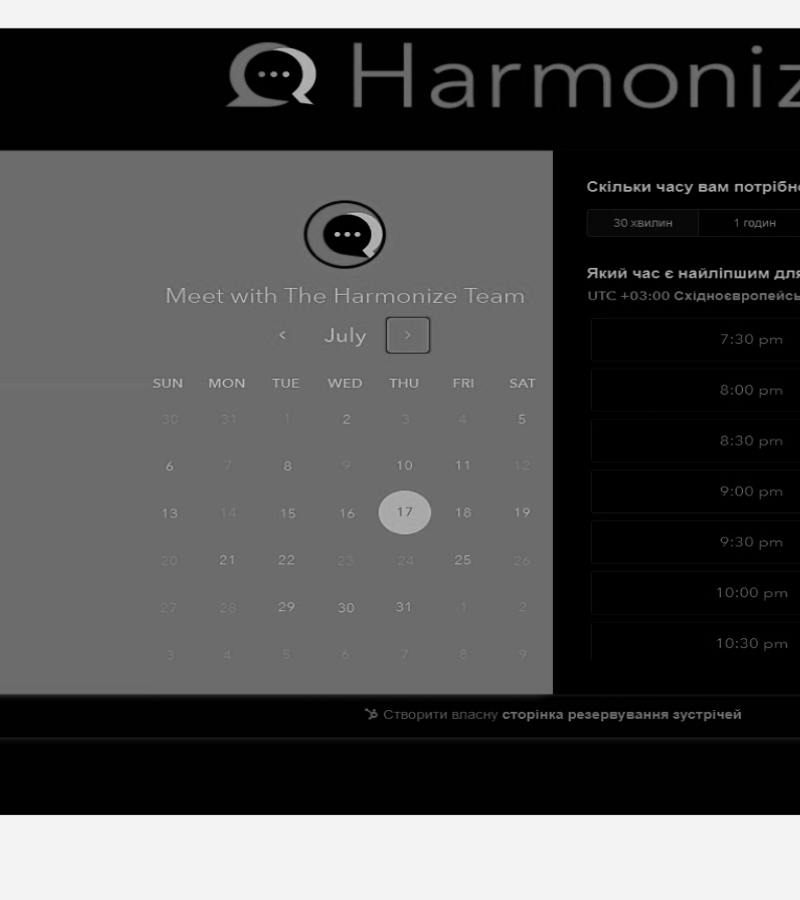 Harmoniz
Meet with The Harmonize Team
< July >
SUN MON TUE WED THU FRI SAT
30 31 1 2 3 4 5
6 7 8 9 10 11 12
13 14 15 16 17 18 19
20 21 22 23 24 25 26
27 28 29 30 31 1 2
3 4 5 6 7 8 9
Скільки часу вам потрібно
30 хвилин 1 годин
Який час є найліпшим для
UTC +03:00 Східноєвропейсь
7:30 pm
8:00 pm
8:30 pm
9:00 pm
9:30 pm
10:00 pm
10:30 pm
Створити власну сторінка резервування зустрічей